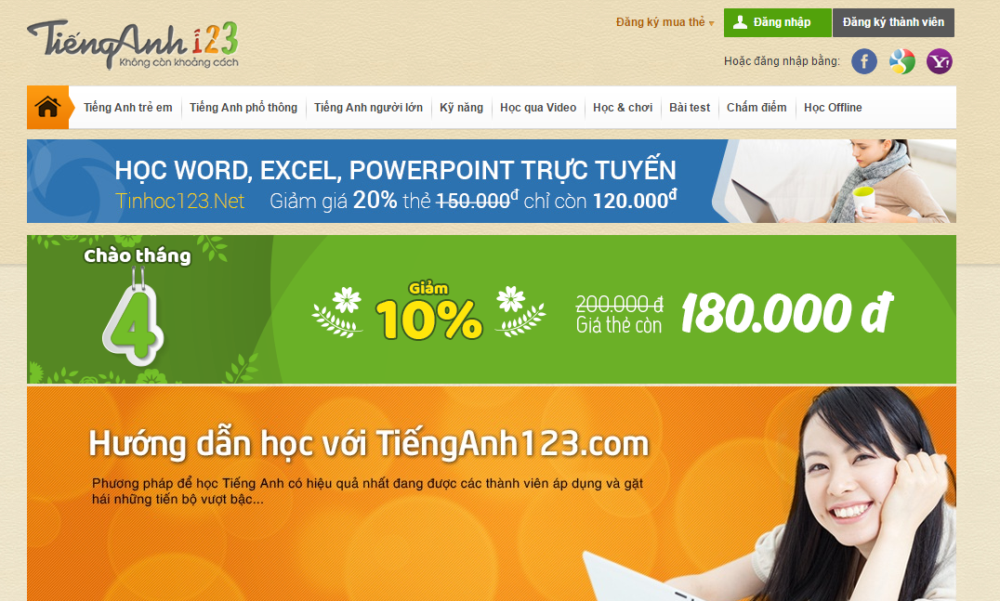 TiếngAnh123
Không còn khoảng cách
Đăng ký mua thẻ
Đăng nhập
Đăng ký thành viên
Hoặc đăng nhập bằng:
f
g
Y!
Tiếng Anh trẻ em
Tiếng Anh phổ thông
Tiếng Anh người lớn
Kỹ năng
Học qua Video
Học & chơi
Bài test
Chấm điểm
Học Offline
HỌC WORD, EXCEL, POWERPOINT TRỰC TUYẾN
Tinhoc123.Net Giảm giá 20% thẻ 150.000đ chỉ còn 120.000đ
Chào tháng
4
Giảm
10%
200.000 đ
Giá thẻ còn
180.000 đ
Hướng dẫn học với TiếngAnh123.com
Phương pháp để học Tiếng Anh có hiệu quả nhất đang được các thành viên áp dụng và gặt
hái những tiến bộ vượt bậc...